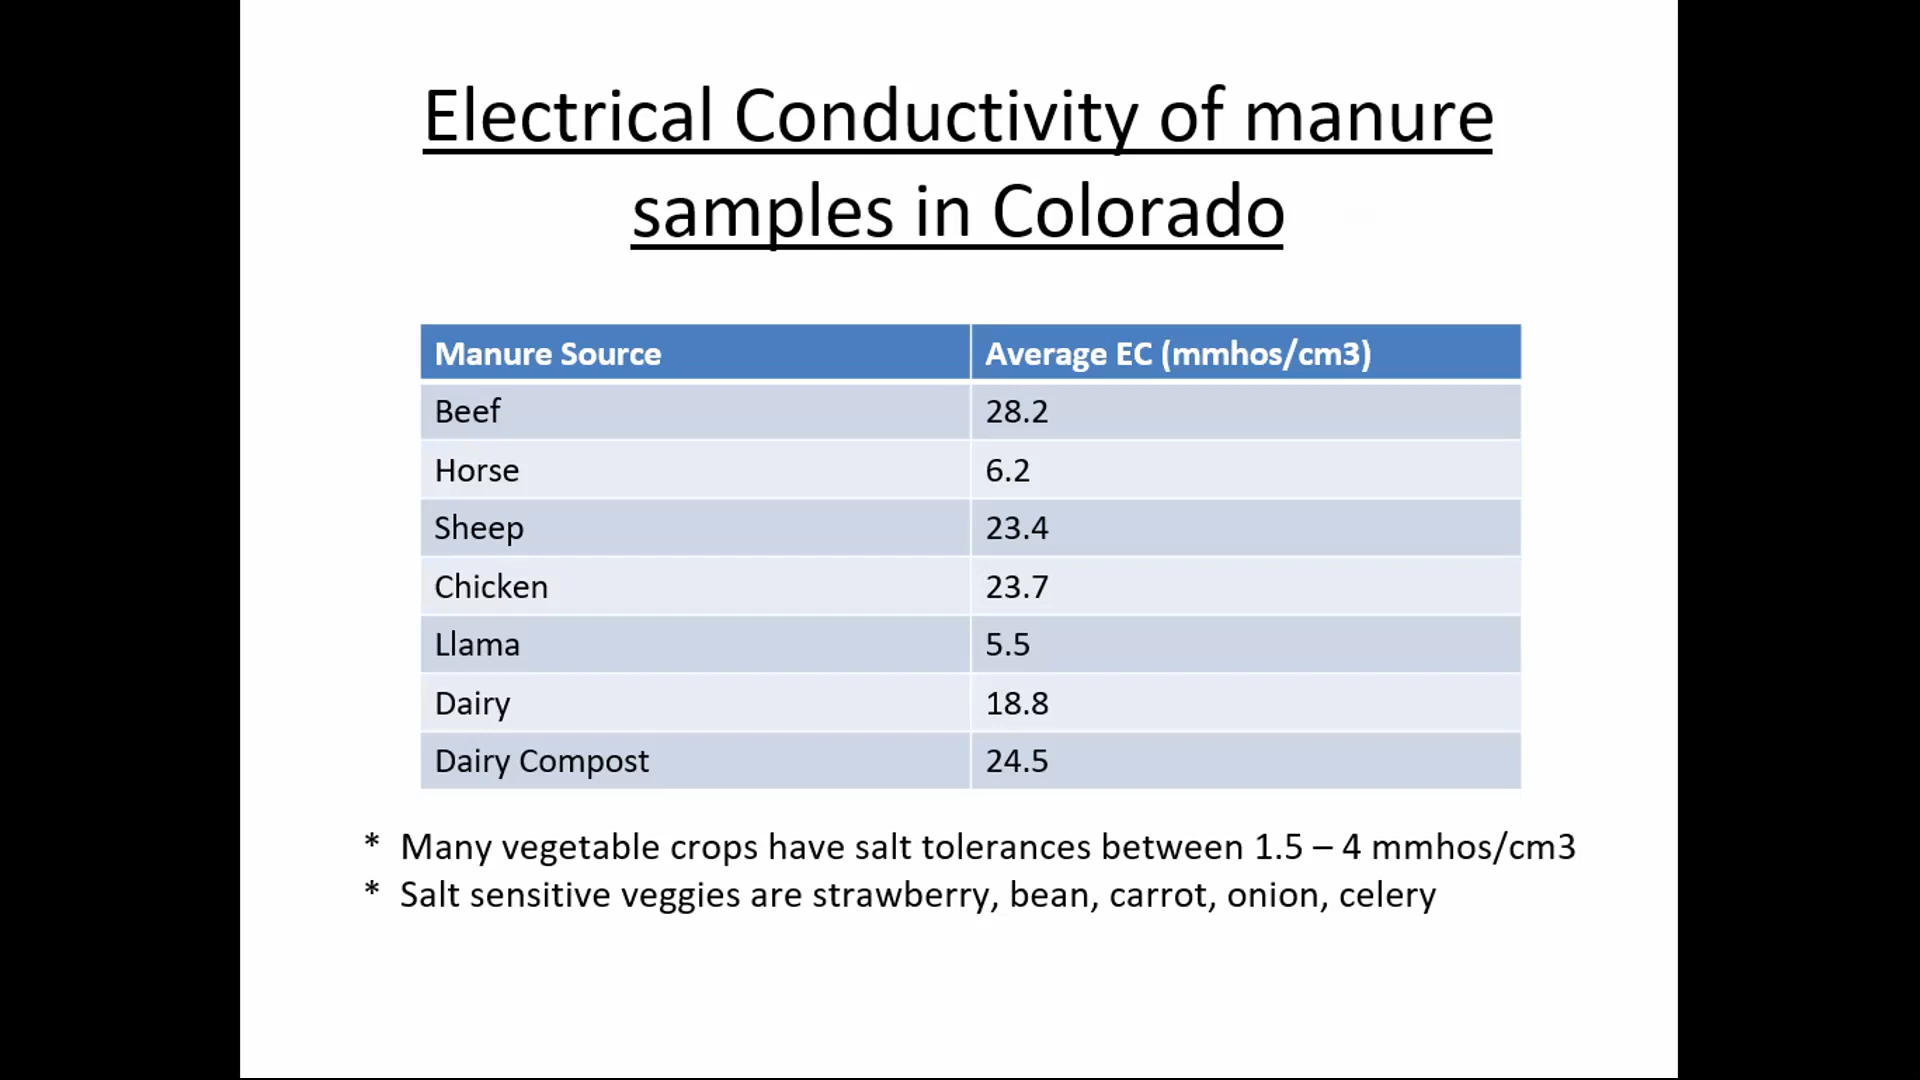 Electrical Conductivity of manure
samples in Colorado
Manure Source Average EC (mmhos/cm3)
Beef 28.2
Horse 6.2
Sheep 23.4
Chicken 23.7
Llama 5.5
Dairy 18.8
Dairy Compost 24.5
* Many vegetable crops have salt tolerances between 1.5 – 4 mmhos/cm3
* Salt sensitive veggies are strawberry, bean, carrot, onion, celery